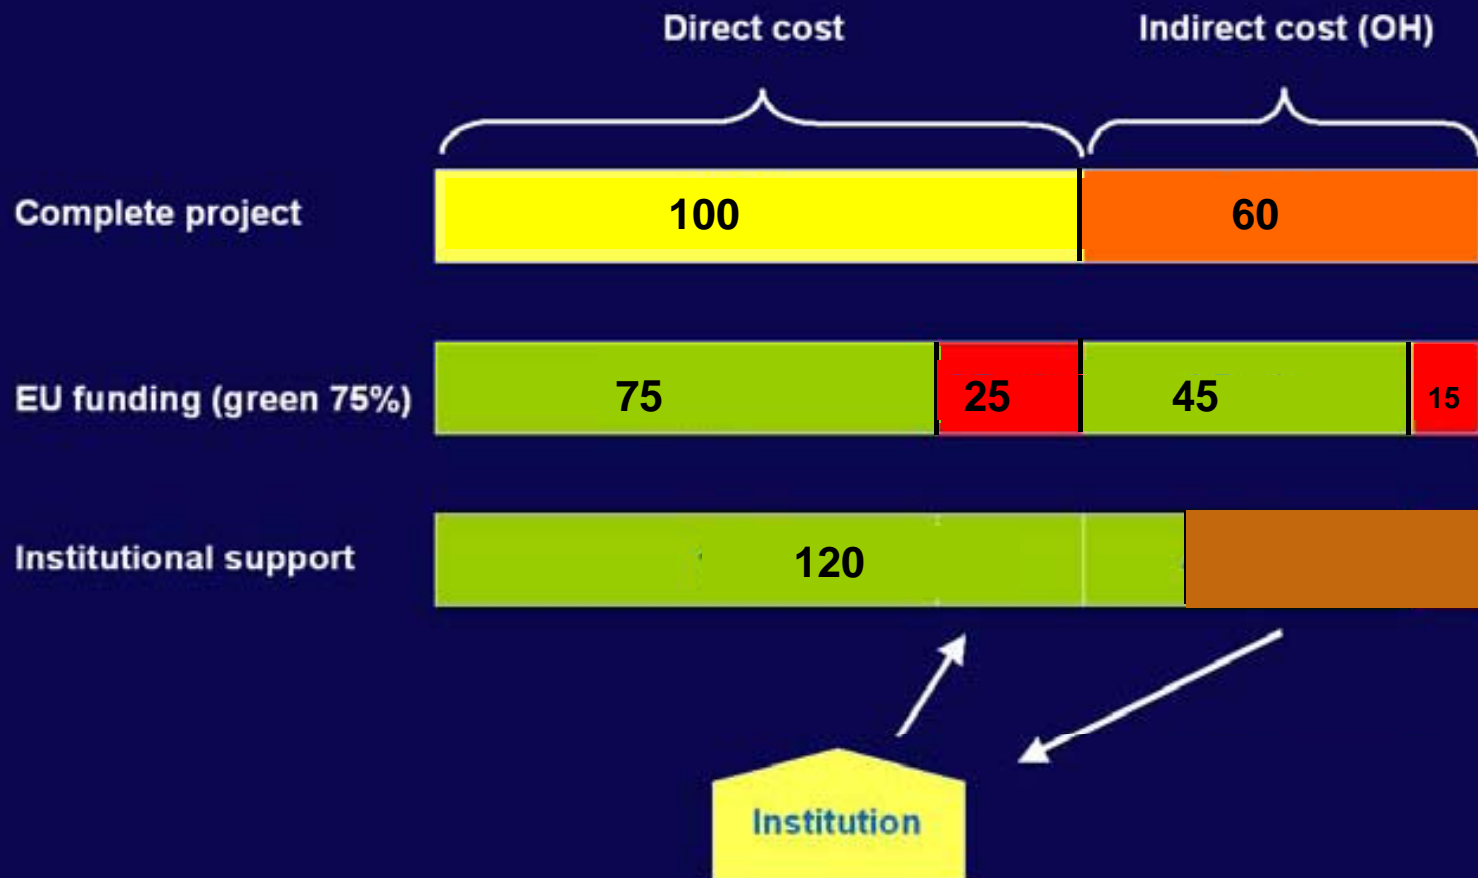 Direct cost
Indirect cost (OH)
Complete project
100
60
EU funding (green 75%)
75
25
45
15
Institutional support
120
Institution